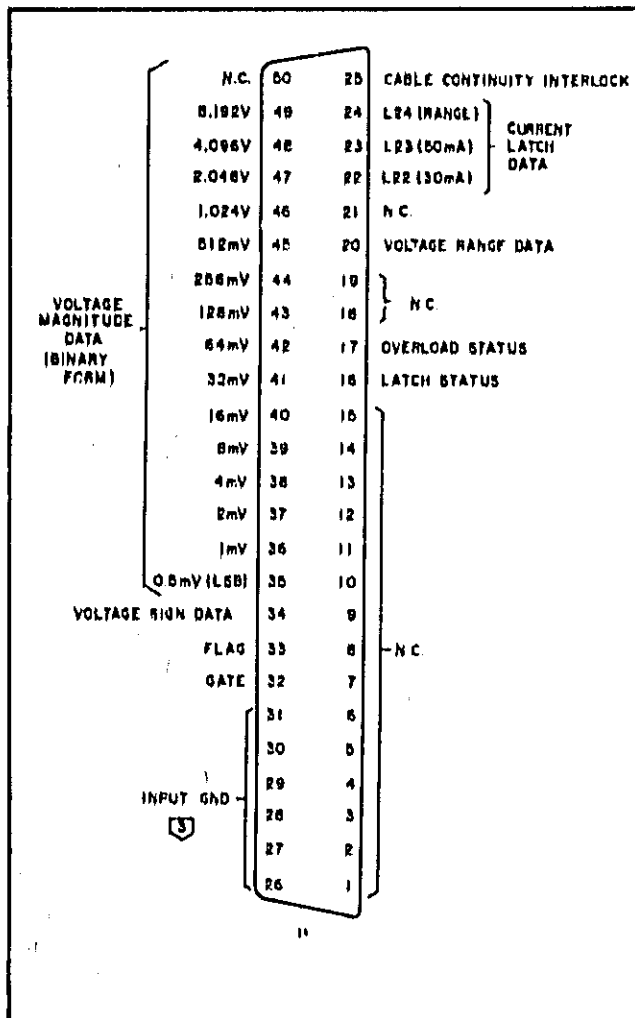 N.C. 50 25 CABLE CONTINUITY INTERLOCK
8.192V 49 24 L24 (RANGE)
4.096V 48 23 L23 (50mA)
2.048V 47 22 L22 (30mA)
CURRENT
LATCH
DATA
1.024V 46 21 N.C.
512mV 45 20 VOLTAGE RANGE DATA
256mV 44 19
128mV 43 18
N.C.
64mV 42 17 OVERLOAD STATUS
32mV 41 16 LATCH STATUS
VOLTAGE
MAGNITUDE
DATA
(BINARY
FORM)
16mV 40 15
8mV 39 14
4mV 38 13
2mV 37 12
1mV 36 11
0.5mV (LSB) 35 10
VOLTAGE SIGN DATA 34 9
FLAG 33 8 N.C.
GATE 32 7
31 6
30 5
29 4
INPUT GND
3
28 3
27 2
26 1